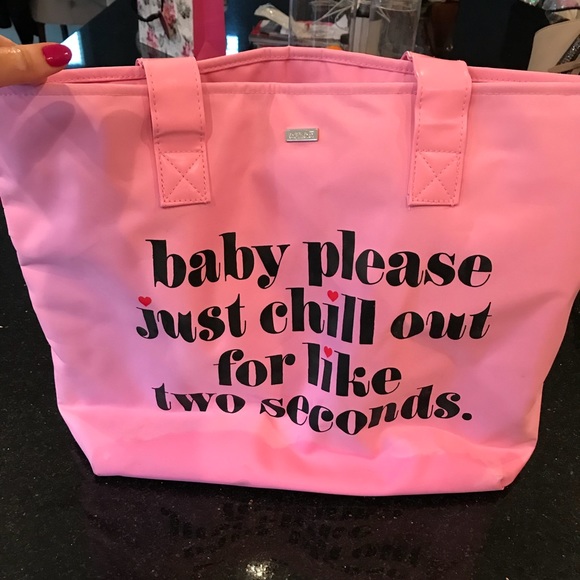 baby please
just chill out
for like
two seconds.